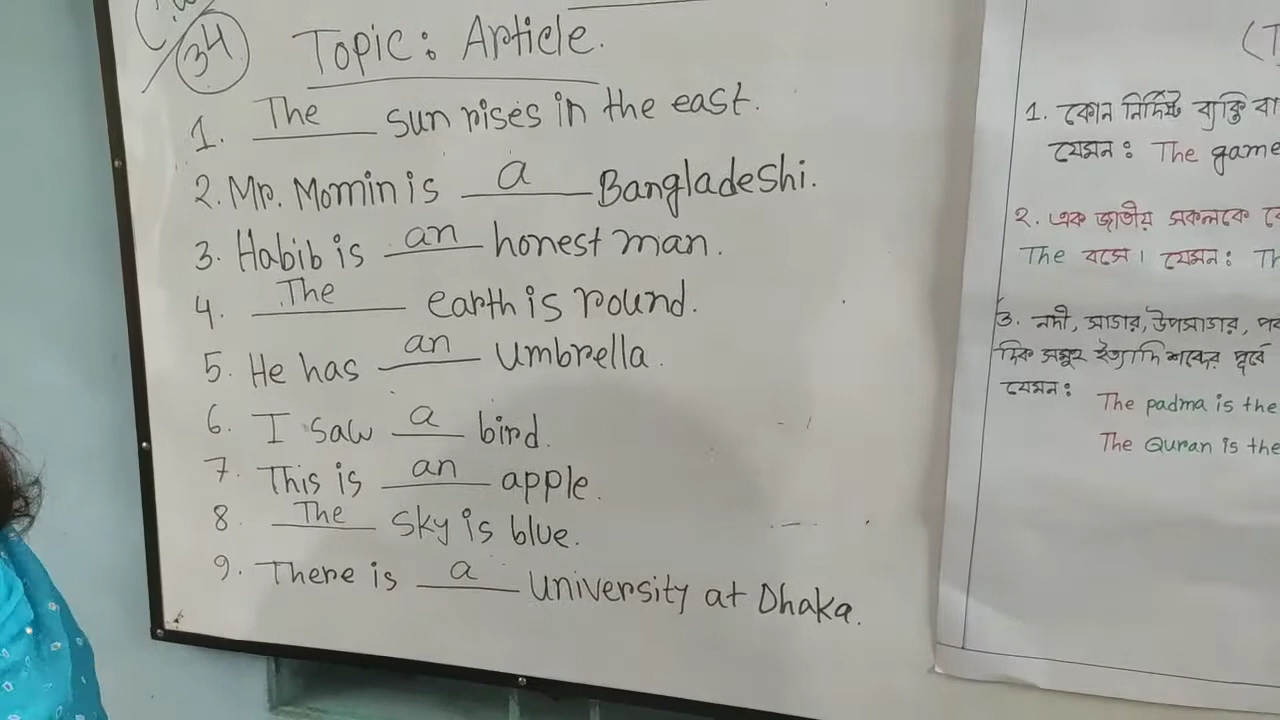 34
Topic: Article.
1. The sun rises in the east.
2. Mr. Momin is a Bangladeshi.
3. Habib is an honest man.
4. The earth is round.
5. He has an umbrella.
6. I saw a bird.
7. This is an apple.
8. The sky is blue.
9. There is a university at Dhaka.
১. কোন নির্দিষ্ট ব্যক্তি বা
যেমন: The game
২. এক জাতীয় সকলকে
The বসে। যেমন: Th
৩. নদী, সাগর, উপসাগর, পর্ব
দিক সমূহ ইত্যাদি শব্দের পূর্বে
যেমন:
The padma is the
The Quran is the